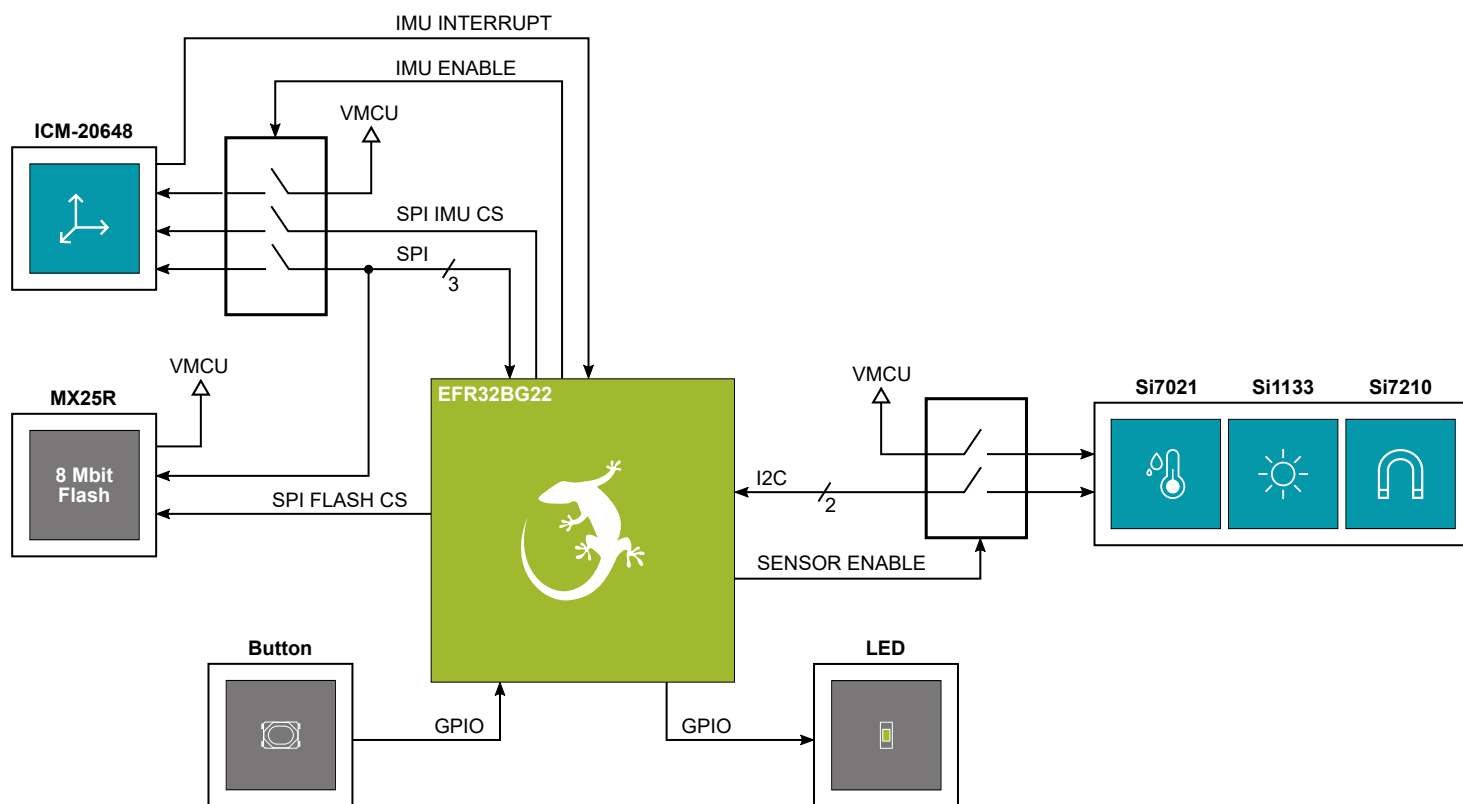 IMU INTERRUPT
IMU ENABLE
VMCU
ICM-20648
SPI IMU CS
SPI
3
VMCU
MX25R
8 Mbit
Flash
SPI FLASH CS
EFR32BG22
VMCU
Si7021
Si1133
Si7210
I2C
2
SENSOR ENABLE
Button
GPIO
GPIO
LED